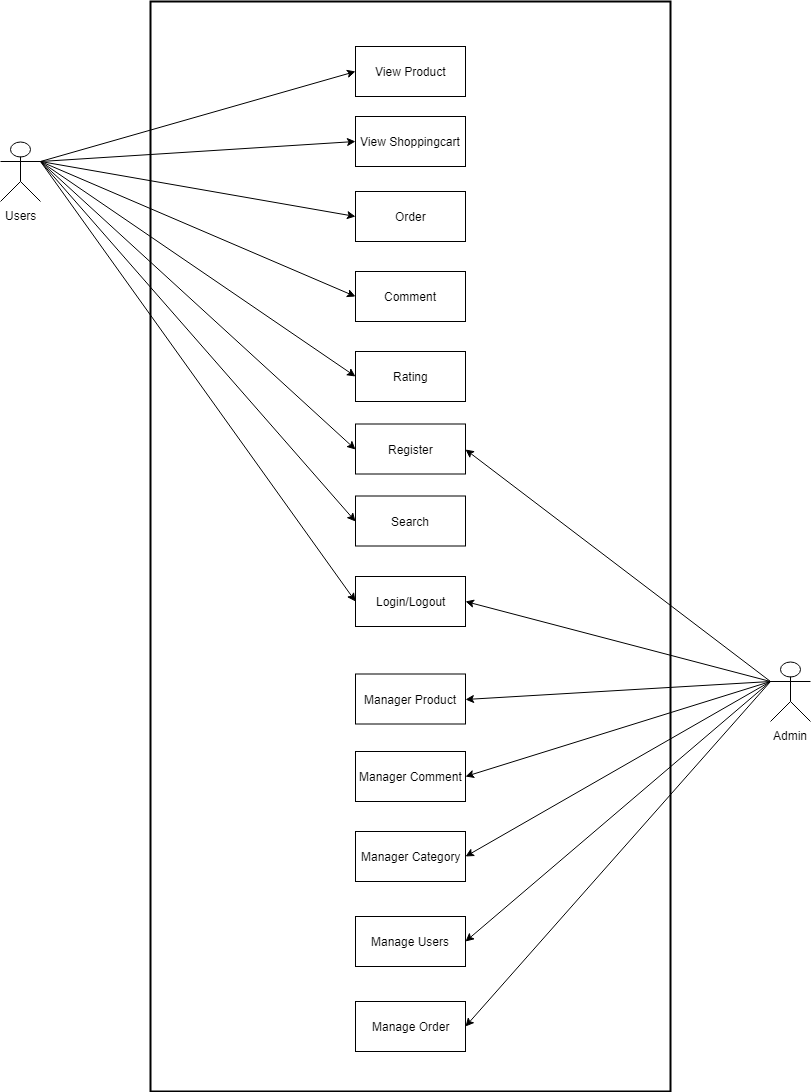 View Product
View Shoppingcart
Users
Order
Comment
Rating
Register
Search
Login/Logout
Manager Product
Admin
Manager Comment
Manager Category
Manage Users
Manage Order